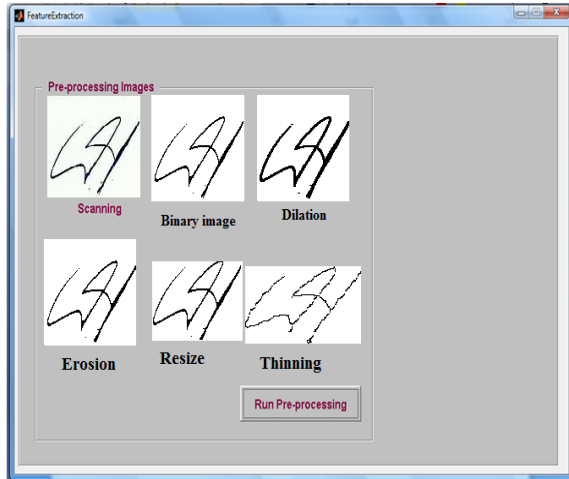 FeatureExtraction
Pre-processing Images
Scanning
Binary image
Dilation
Erosion
Resize
Thinning
Run Pre-processing